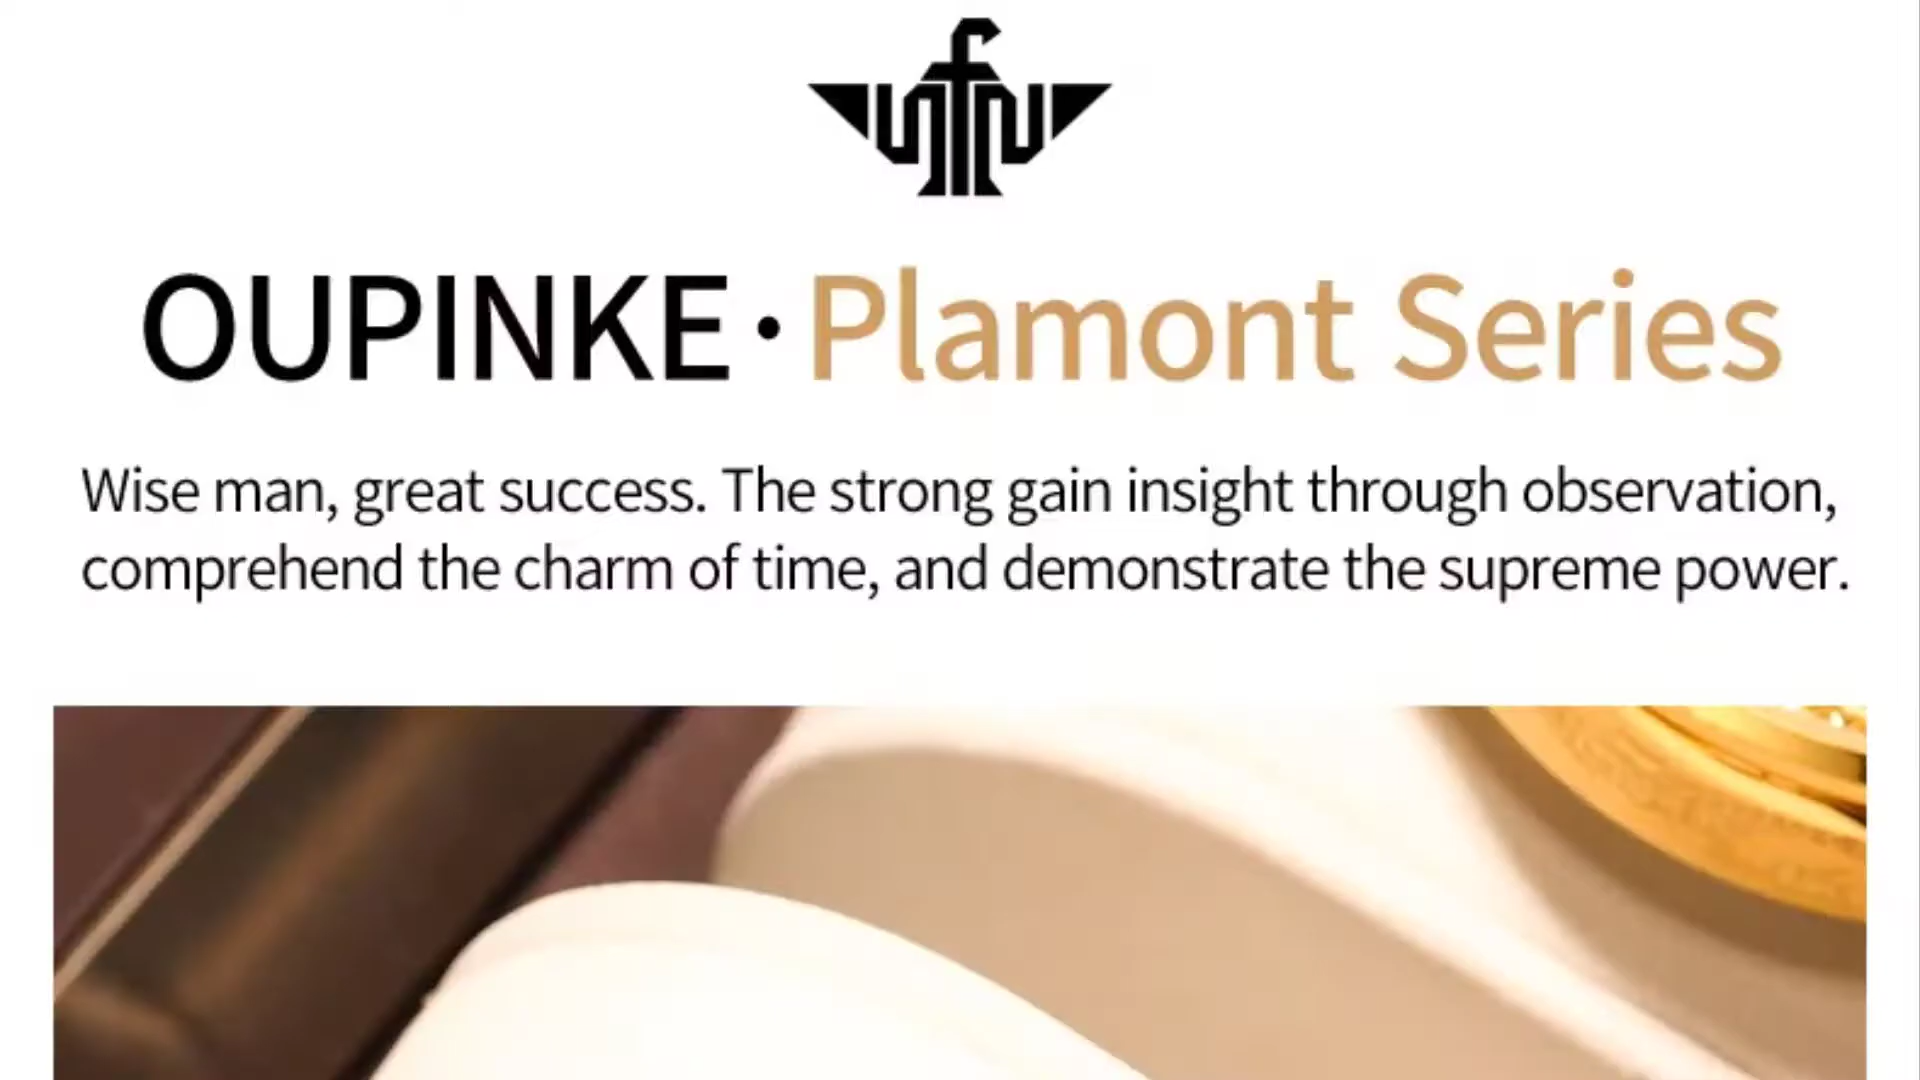 OUPINKE·Plamont Series
Wise man, great success. The strong gain insight through observation,
comprehend the charm of time, and demonstrate the supreme power.